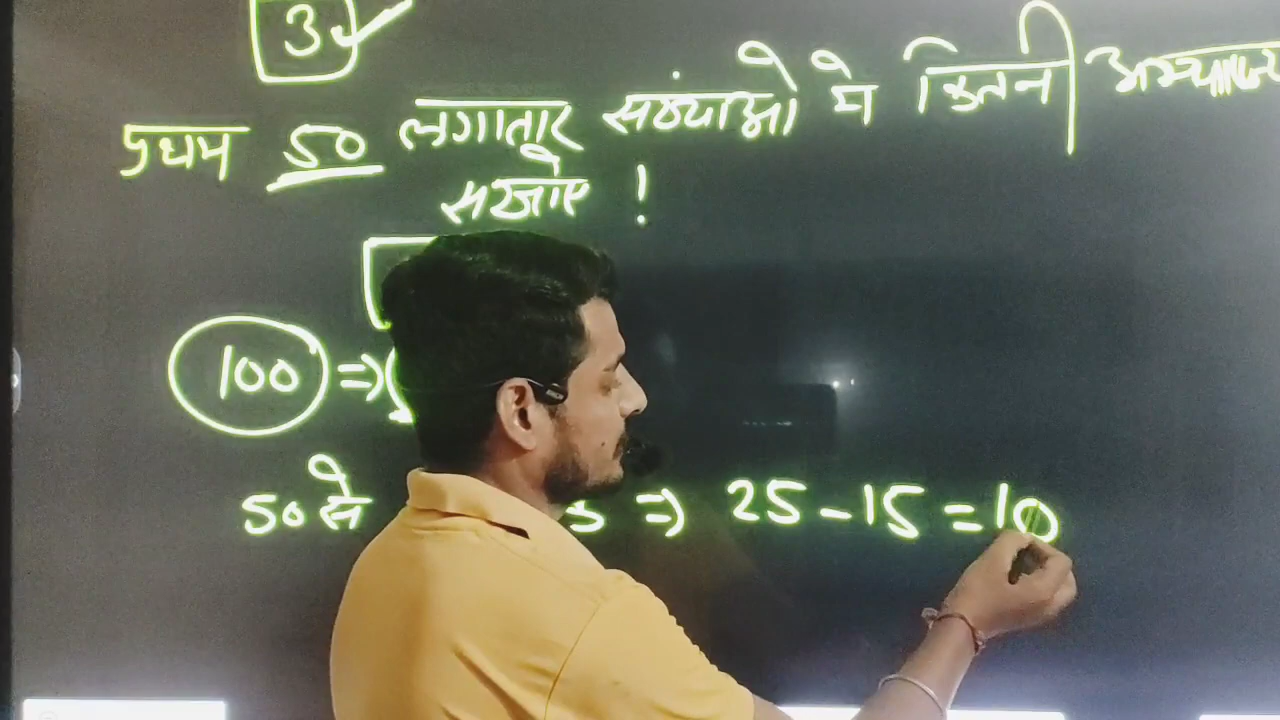 3
प्रथम 50 लगातार संख्याओ मे कितनी अभाज्य
संख्याए !
100 =>
50 से => 25 - 15 = 10